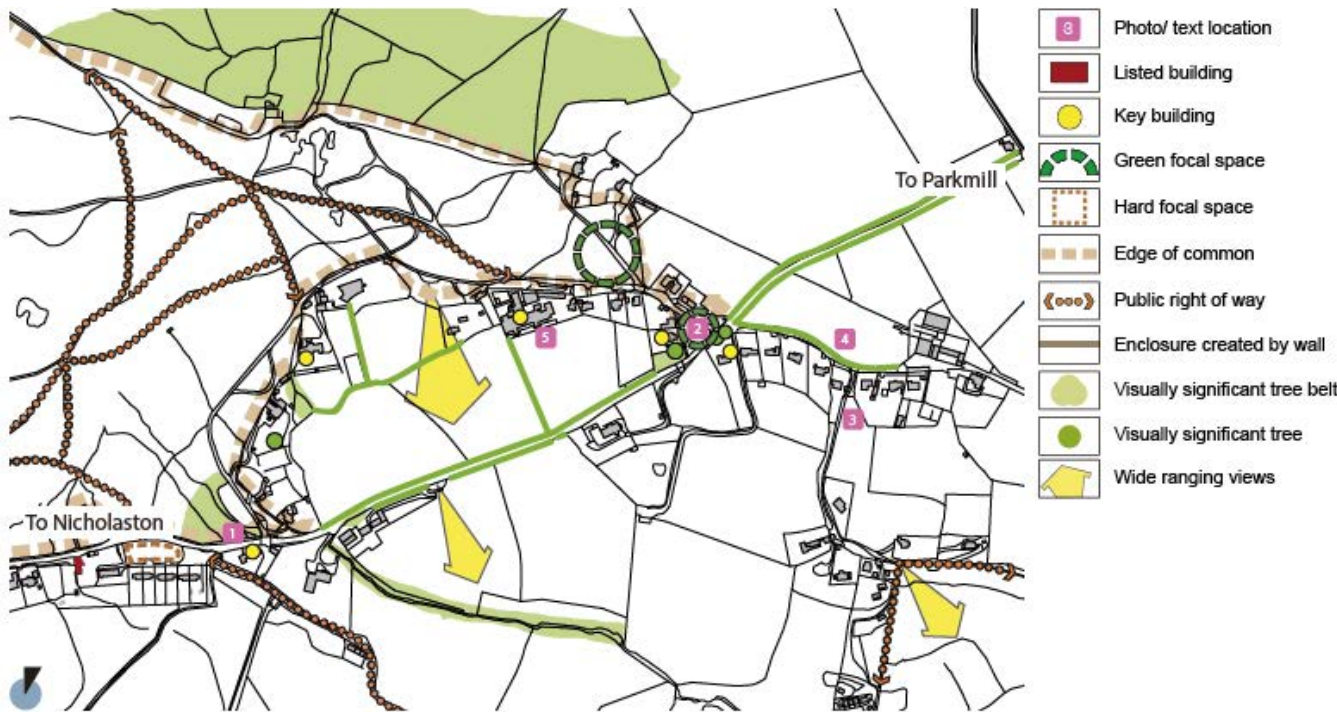 To Parkmill
5
2
4
3
To Nicholaston
1
3 Photo/ text location
Listed building
Key building
Green focal space
Hard focal space
Edge of common
Public right of way
Enclosure created by wall
Visually significant tree belt
Visually significant tree
Wide ranging views